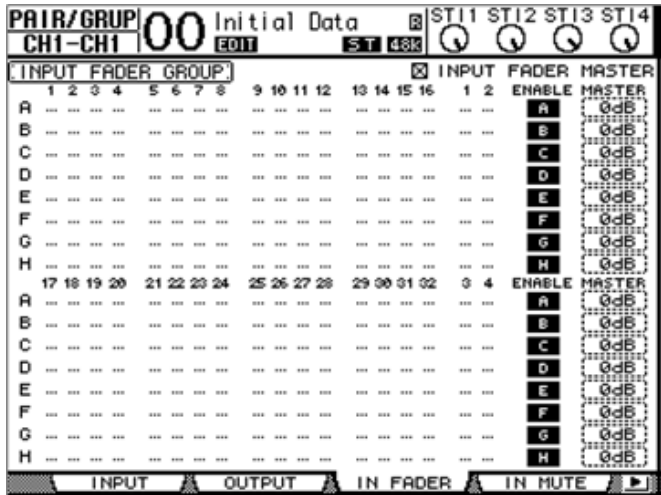 PAIR/GRUP 00 Initial Data R STI1 STI2 STI3 STI4
CH1-CH1 EDIT ST 48k
INPUT FADER GROUP ☒ INPUT FADER MASTER
1 2 3 4 5 6 7 8 9 10 11 12 13 14 15 16 1 2 ENABLE MASTER
A A 0dB
B B 0dB
C C 0dB
D D 0dB
E E 0dB
F F 0dB
G G 0dB
H H 0dB
17 18 19 20 21 22 23 24 25 26 27 28 29 30 31 32 3 4 ENABLE MASTER
A A 0dB
B B 0dB
C C 0dB
D D 0dB
E E 0dB
F F 0dB
G G 0dB
H H 0dB
INPUT OUTPUT IN FADER IN MUTE